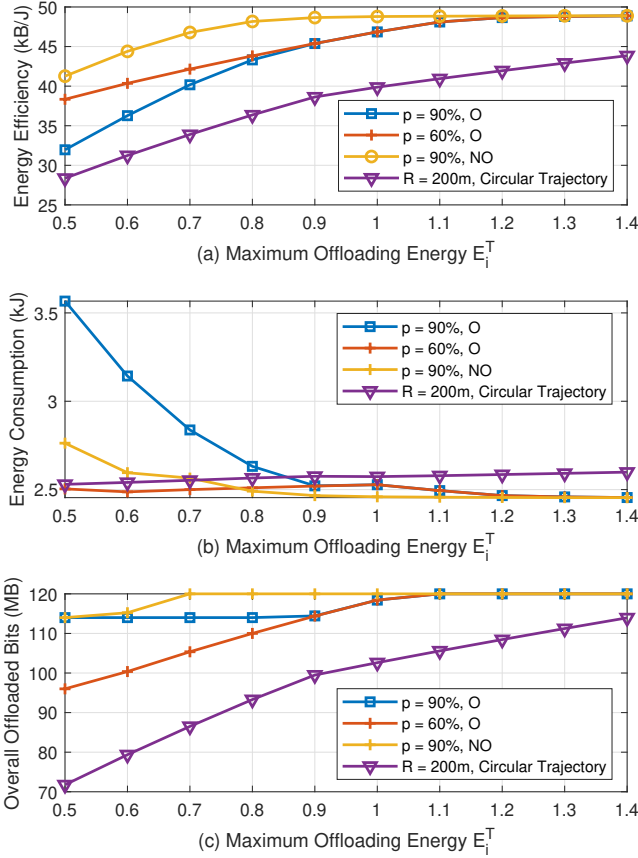 Energy Efficiency (kB/J)
50
45
40
35
30
25
p = 90%, O
p = 60%, O
p = 90%, NO
R = 200m, Circular Trajectory
0.5 0.6 0.7 0.8 0.9 1 1.1 1.2 1.3 1.4
(a) Maximum Offloading Energy E_i^T
Energy Consumption (kJ)
3.5
3
2.5
p = 90%, O
p = 60%, O
p = 90%, NO
R = 200m, Circular Trajectory
0.5 0.6 0.7 0.8 0.9 1 1.1 1.2 1.3 1.4
(b) Maximum Offloading Energy E_i^T
Overall Offloaded Bits (MB)
120
110
100
90
80
70
p = 90%, O
p = 60%, O
p = 90%, NO
R = 200m, Circular Trajectory
0.5 0.6 0.7 0.8 0.9 1 1.1 1.2 1.3 1.4
(c) Maximum Offloading Energy E_i^T